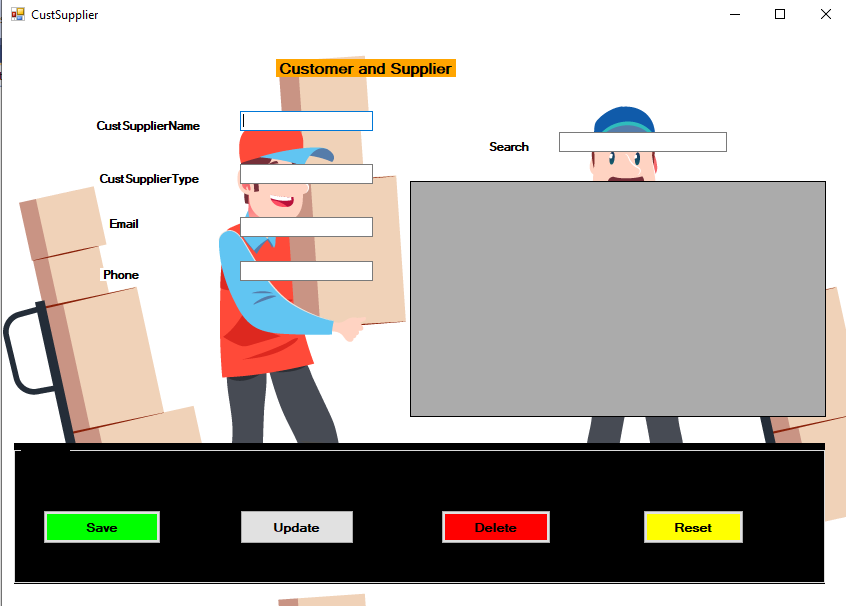 CustSupplier
Customer and Supplier
CustSupplierName
Search
CustSupplierType
Email
Phone
Save
Update
Delete
Reset